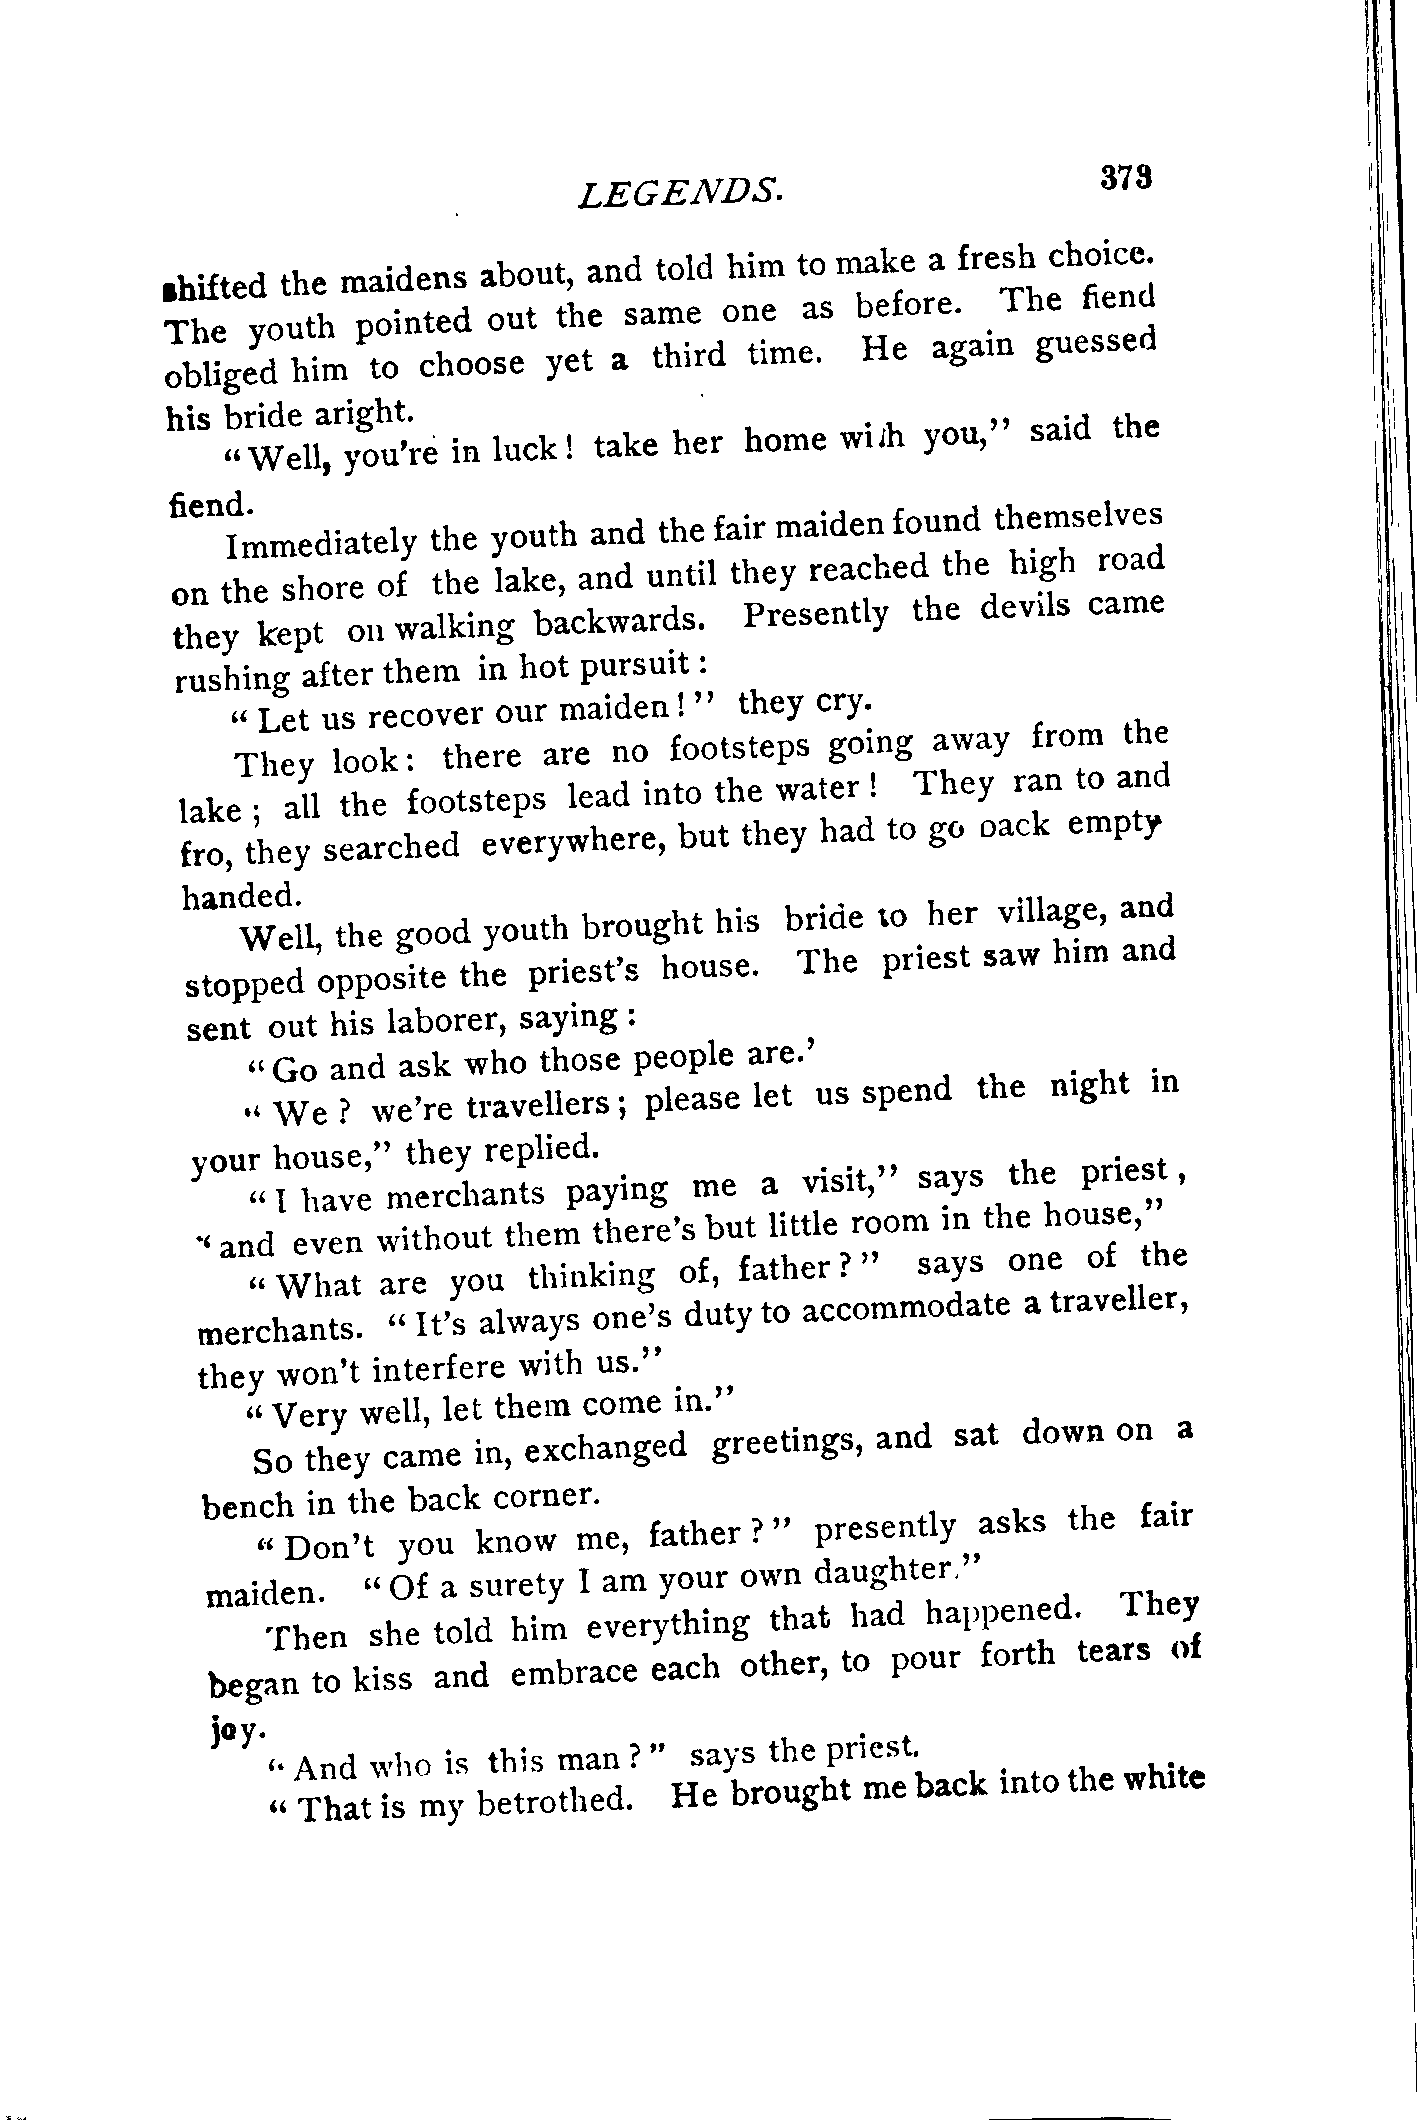 LEGENDS. 373
shifted the maidens about, and told him to make a fresh choice.
The youth pointed out the same one as before. The fiend
obliged him to choose yet a third time. He again guessed
his bride aright.
"Well, you're in luck! take her home with you," said the
fiend.
Immediately the youth and the fair maiden found themselves
on the shore of the lake, and until they reached the high road
they kept on walking backwards. Presently the devils came
rushing after them in hot pursuit:
"Let us recover our maiden!" they cry.
They look: there are no footsteps going away from the
lake; all the footsteps lead into the water! They ran to and
fro, they searched everywhere, but they had to go back empty
handed.
Well, the good youth brought his bride to her village, and
stopped opposite the priest's house. The priest saw him and
sent out his laborer, saying:
"Go and ask who those people are.'
"We? we're travellers; please let us spend the night in
your house," they replied.
"I have merchants paying me a visit," says the priest,
"and even without them there's but little room in the house,"
"What are you thinking of, father?" says one of the
merchants. "It's always one's duty to accommodate a traveller,
they won't interfere with us."
"Very well, let them come in."
So they came in, exchanged greetings, and sat down on a
bench in the back corner.
"Don't you know me, father?" presently asks the fair
maiden. "Of a surety I am your own daughter."
Then she told him everything that had happened. They
began to kiss and embrace each other, to pour forth tears of
joy.
"And who is this man?" says the priest.
"That is my betrothed. He brought me back into the white